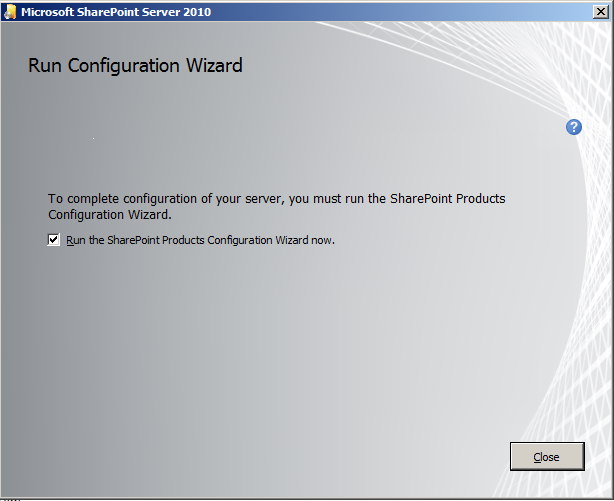 Microsoft SharePoint Server 2010
Run Configuration Wizard
?
To complete configuration of your server, you must run the SharePoint Products
Configuration Wizard.
Run the SharePoint Products Configuration Wizard now.
Close